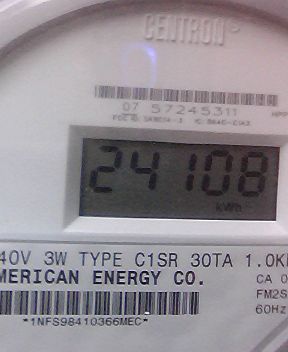 CENTRON®
07 57245311
24108
kWh
40V 3W TYPE C1SR 30TA 1.0K
MERICAN ENERGY CO.
CA 0
FM2S
60Hz
*1NFS98410366MEC*